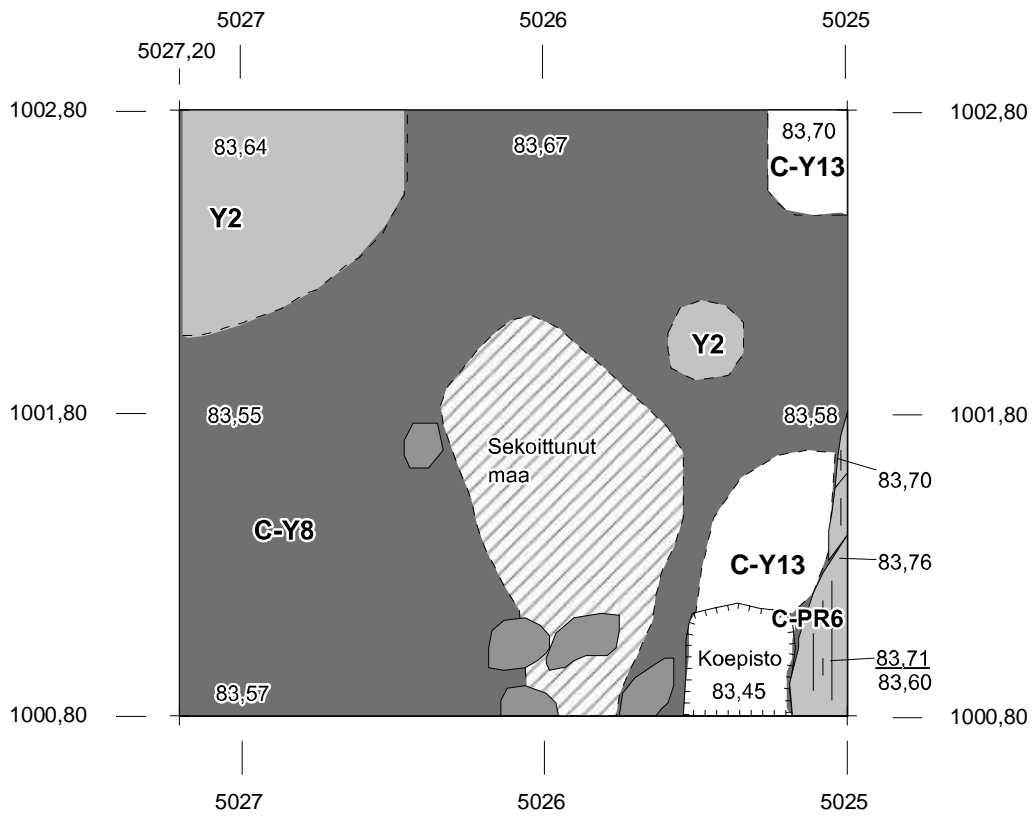 5027 5026 5025
5027,20
1002,80 1002,80
83,64 83,67 83,70
C-Y13
Y2
Y2
1001,80 83,55 83,58 1001,80
Sekoittunut
maa
83,70
C-Y8
C-Y13 83,76
C-PR6
Koepisto 83,71
83,57 83,45 83,60
1000,80 1000,80
5027 5026 5025